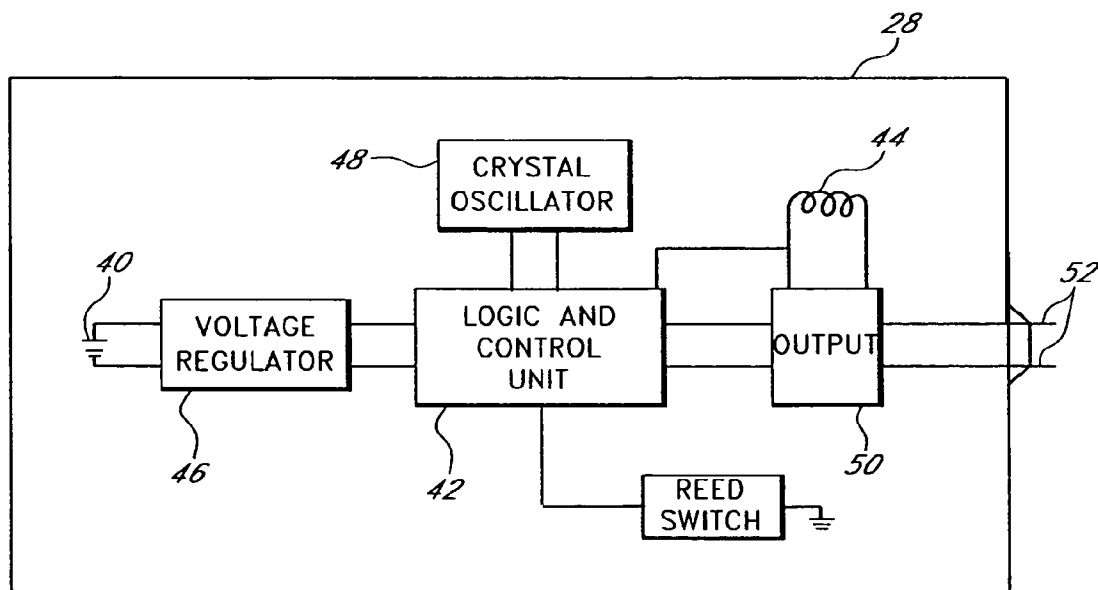 28
48
CRYSTAL
OSCILLATOR
44
40
52
VOLTAGE
REGULATOR
LOGIC AND
CONTROL
UNIT
OUTPUT
46
42
50
REED
SWITCH